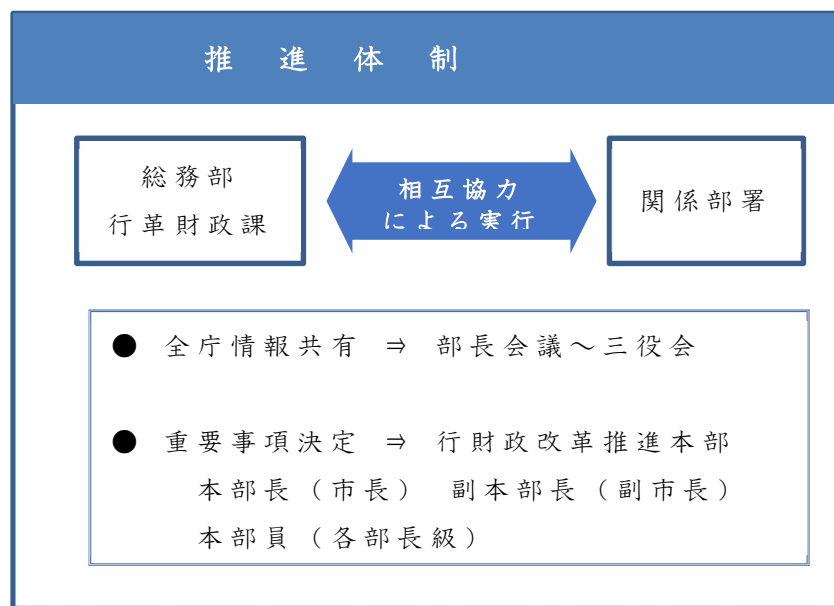 推進体制
総務部
行革財政課
相互協力
による実行
関係部署
● 全庁情報共有 ⇒ 部長会議～三役会
● 重要事項決定 ⇒ 行財政改革推進本部
本部長（市長） 副本部長（副市長）
本部員（各部長級）